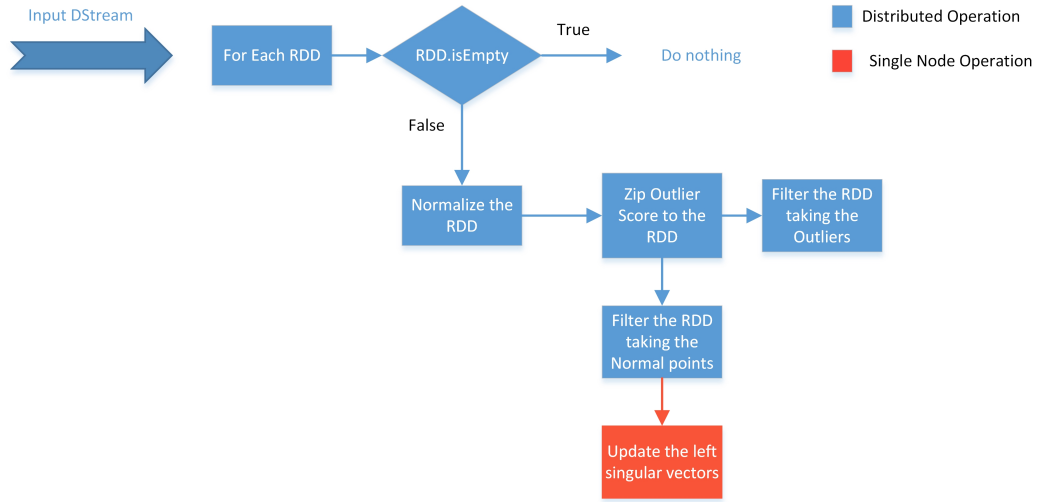 Input DStream
For Each RDD
RDD.isEmpty
True
Do nothing
Distributed Operation
Single Node Operation
False
Normalize the
RDD
Zip Outlier
Score to the
RDD
Filter the RDD
taking the
Outliers
Filter the RDD
taking the
Normal points
Update the left
singular vectors